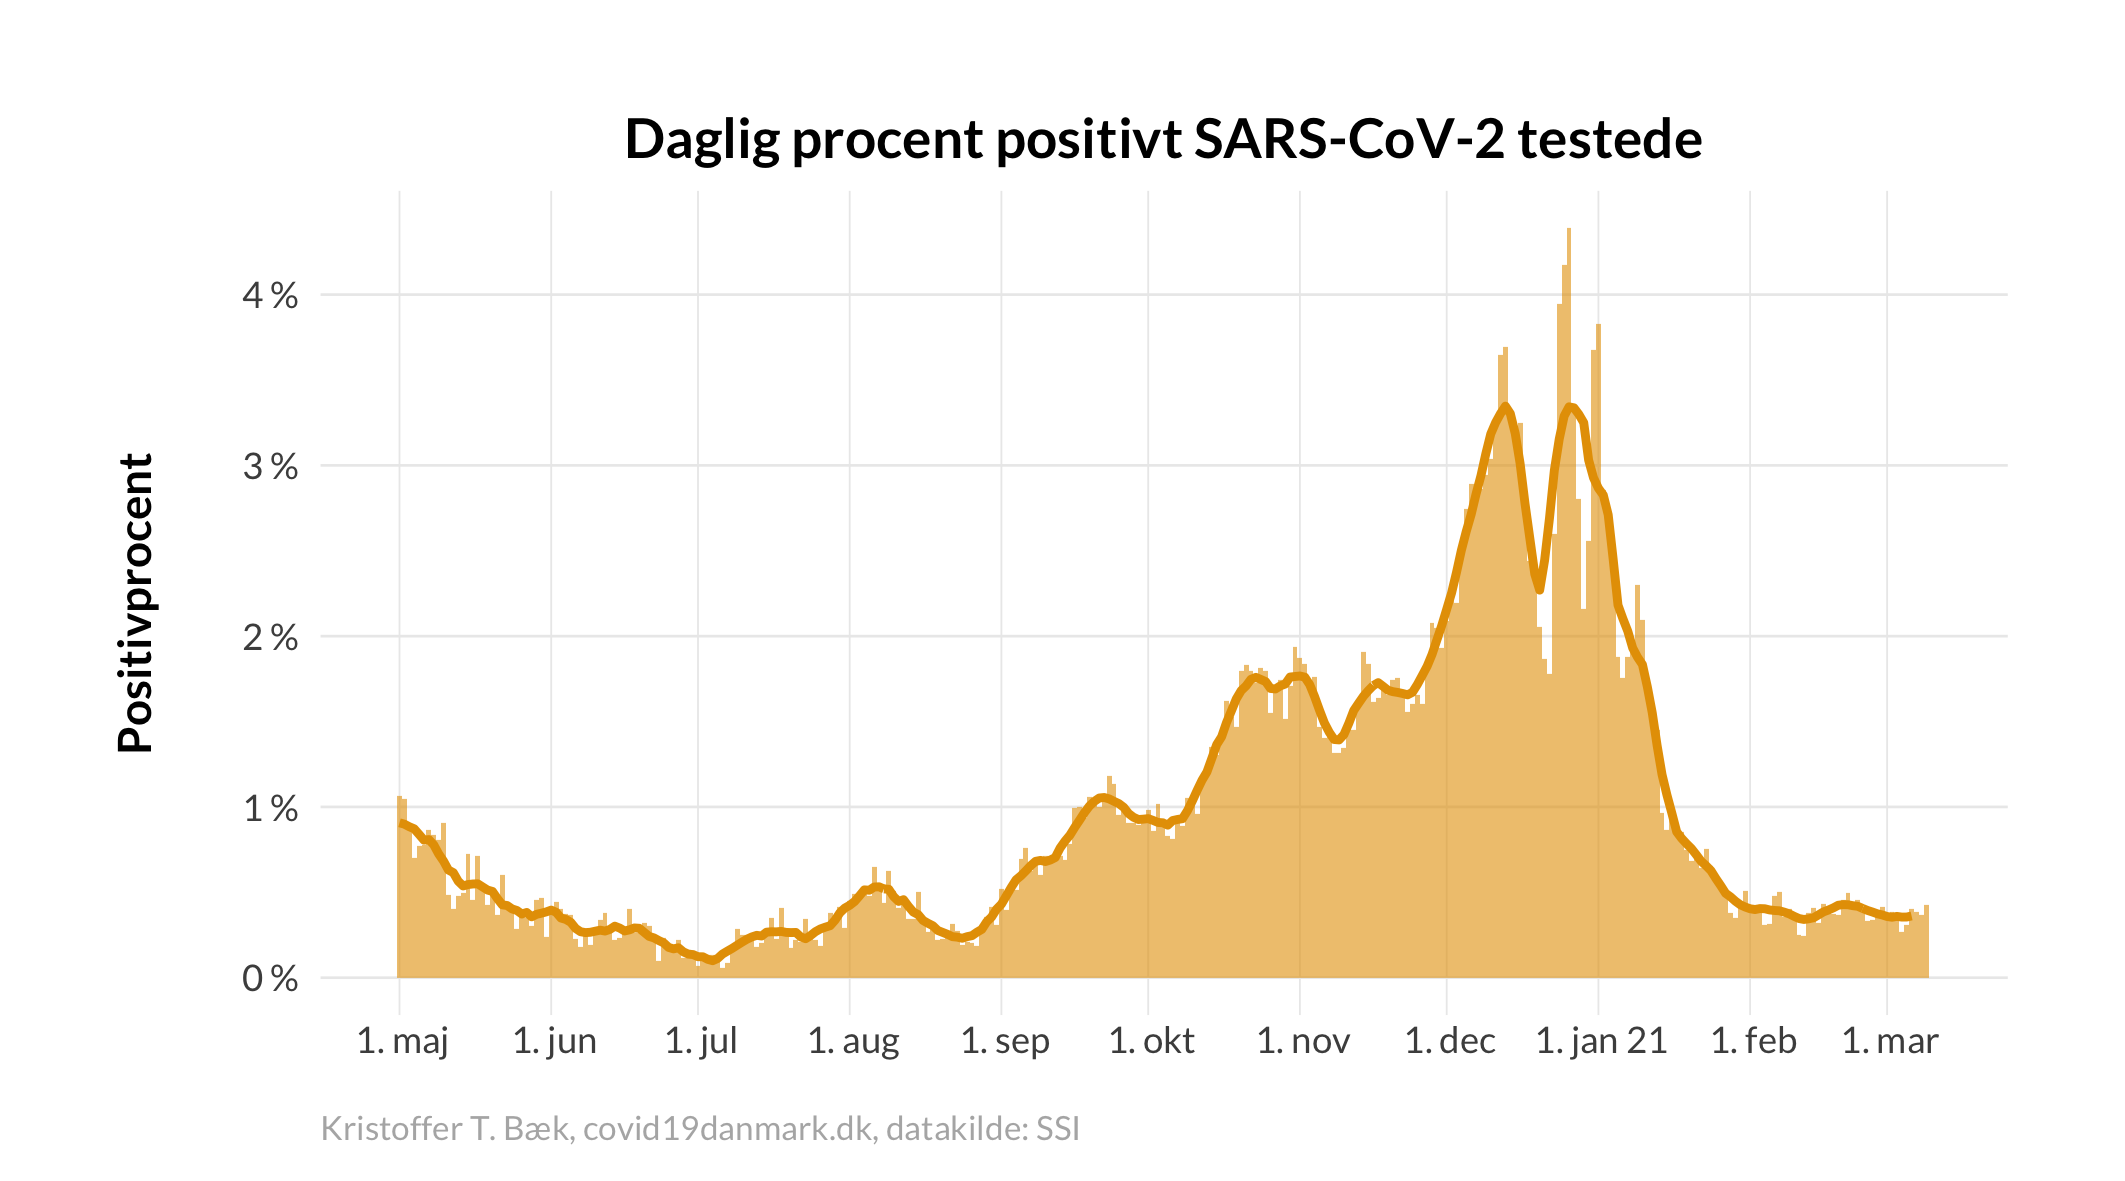 Daglig procent positivt SARS-CoV-2 testede
Positivprocent
4 %
3 %
2 %
1 %
0 %
1. maj 1. jun 1. jul 1. aug 1. sep 1. okt 1. nov 1. dec 1. jan 21 1. feb 1. mar
Kristoffer T. Bæk, covid19danmark.dk, datakilde: SSI